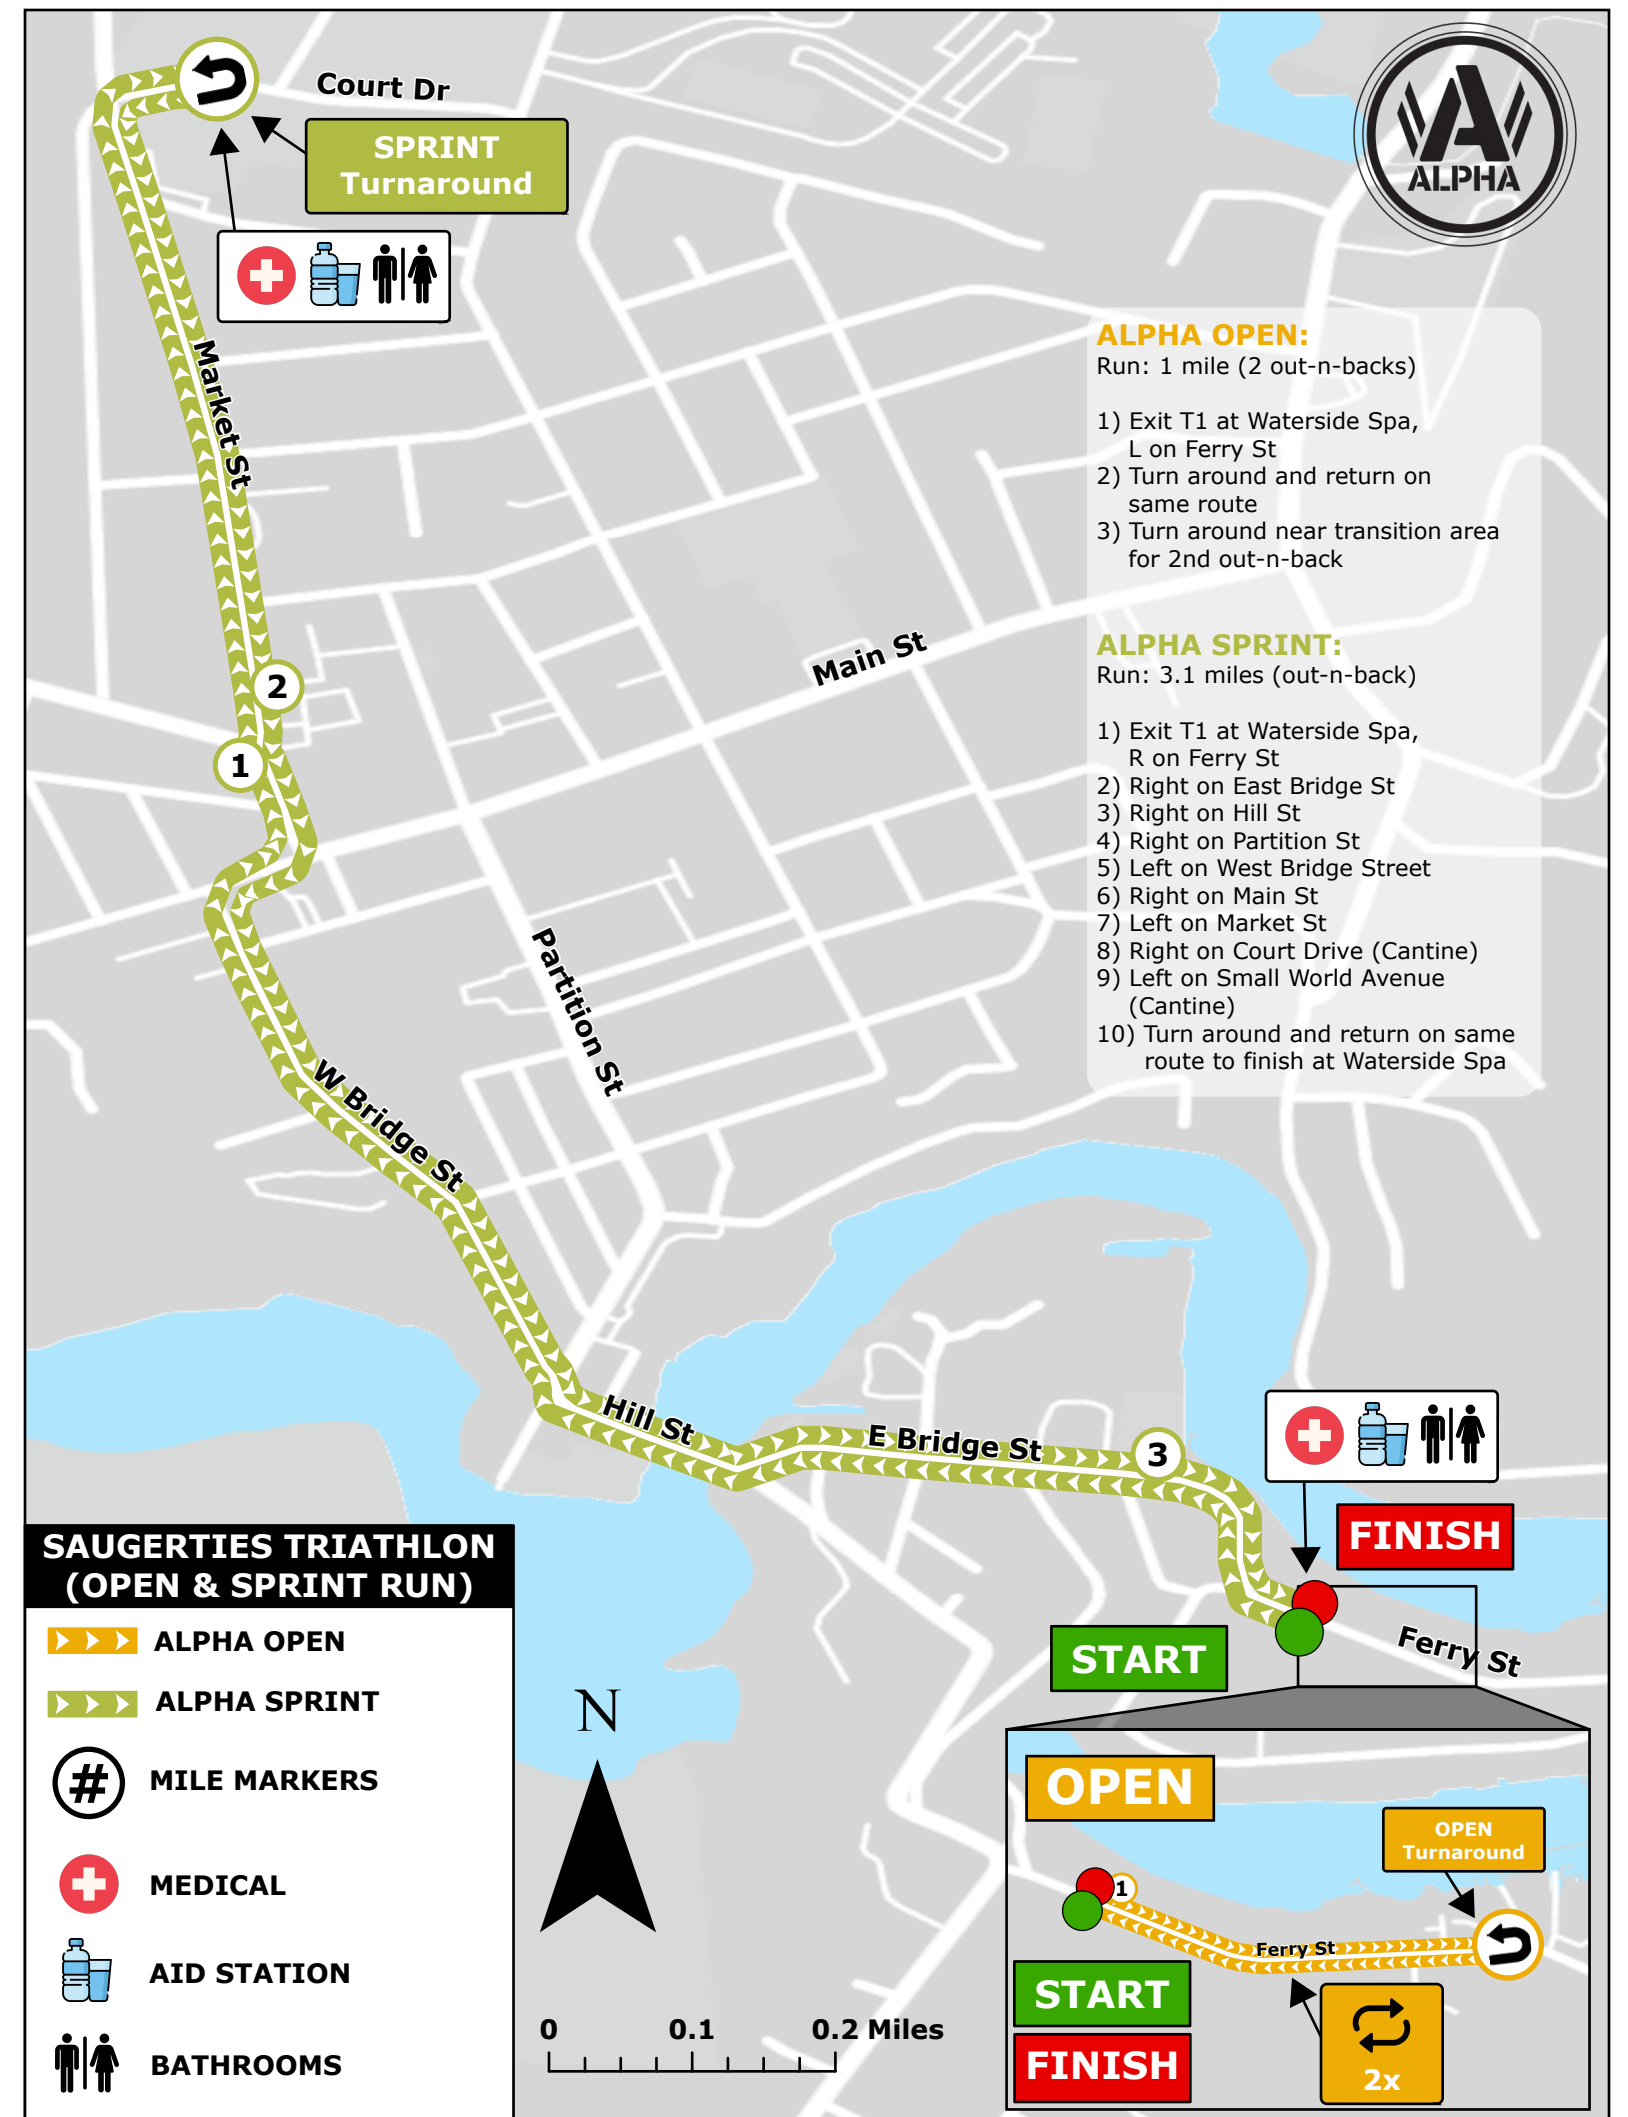 Court Dr
SPRINT
Turnaround
ALPHA
Market St
ALPHA OPEN:
Run: 1 mile (2 out-n-backs)
1) Exit T1 at Waterside Spa,
L on Ferry St
2) Turn around and return on
same route
3) Turn around near transition area
for 2nd out-n-back
ALPHA SPRINT:
Run: 3.1 miles (out-n-back)
1) Exit T1 at Waterside Spa,
R on Ferry St
2) Right on East Bridge St
3) Right on Hill St
4) Right on Partition St
5) Left on West Bridge Street
6) Right on Main St
7) Left on Market St
8) Right on Court Drive (Cantine)
9) Left on Small World Avenue
(Cantine)
10) Turn around and return on same
route to finish at Waterside Spa
Main St
2
1
Partition St
W Bridge St
Hill St
E Bridge St
3
FINISH
START
Ferry St
SAUGERTIES TRIATHLON
(OPEN & SPRINT RUN)
ALPHA OPEN
ALPHA SPRINT
# MILE MARKERS
MEDICAL
AID STATION
BATHROOMS
N
0 0.1 0.2 Miles
OPEN
OPEN
Turnaround
1
Ferry St
START
FINISH
2x